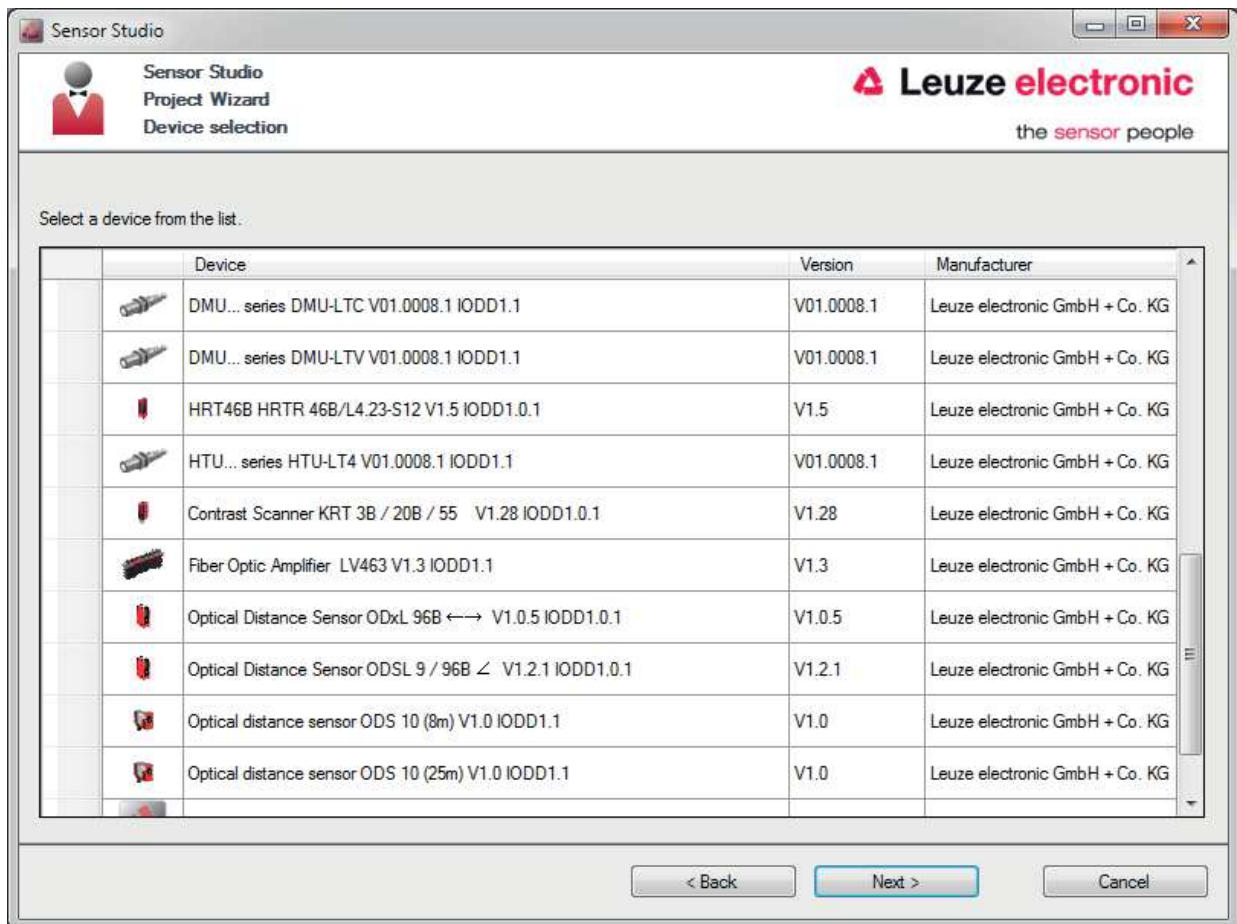 Sensor Studio
Sensor Studio
Project Wizard
Device selection
Leuze electronic
the sensor people
Select a device from the list.
Device Version Manufacturer
DMU... series DMU-LTC V01.0008.1 IODD1.1 V01.0008.1 Leuze electronic GmbH + Co. KG
DMU... series DMU-LTV V01.0008.1 IODD1.1 V01.0008.1 Leuze electronic GmbH + Co. KG
HRT46B HRTR 46B/L4.23-S12 V1.5 IODD1.0.1 V1.5 Leuze electronic GmbH + Co. KG
HTU... series HTU-LT4 V01.0008.1 IODD1.1 V01.0008.1 Leuze electronic GmbH + Co. KG
Contrast Scanner KRT 3B / 20B / 55 V1.28 IODD1.0.1 V1.28 Leuze electronic GmbH + Co. KG
Fiber Optic Amplifier LV463 V1.3 IODD1.1 V1.3 Leuze electronic GmbH + Co. KG
Optical Distance Sensor ODxL 96B ←→ V1.0.5 IODD1.0.1 V1.0.5 Leuze electronic GmbH + Co. KG
Optical Distance Sensor ODSL 9 / 96B ∠ V1.2.1 IODD1.0.1 V1.2.1 Leuze electronic GmbH + Co. KG
Optical distance sensor ODS 10 (8m) V1.0 IODD1.1 V1.0 Leuze electronic GmbH + Co. KG
Optical distance sensor ODS 10 (25m) V1.0 IODD1.1 V1.0 Leuze electronic GmbH + Co. KG
< Back Next > Cancel